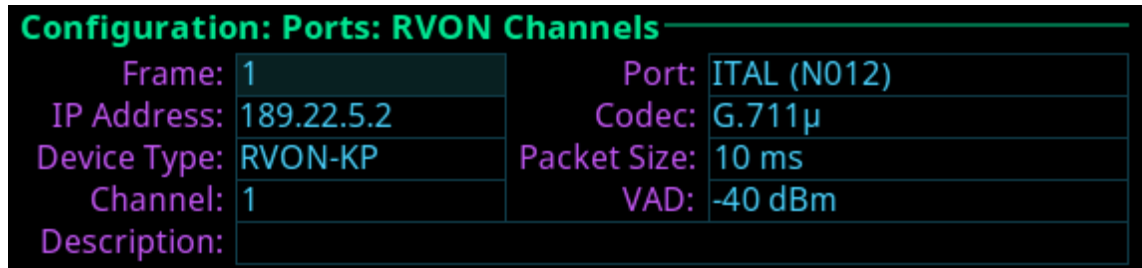 Configuration: Ports: RVON Channels
Frame: 1 Port: ITAL (N012)
IP Address: 189.22.5.2 Codec: G.711µ
Device Type: RVON-KP Packet Size: 10 ms
Channel: 1 VAD: -40 dBm
Description: